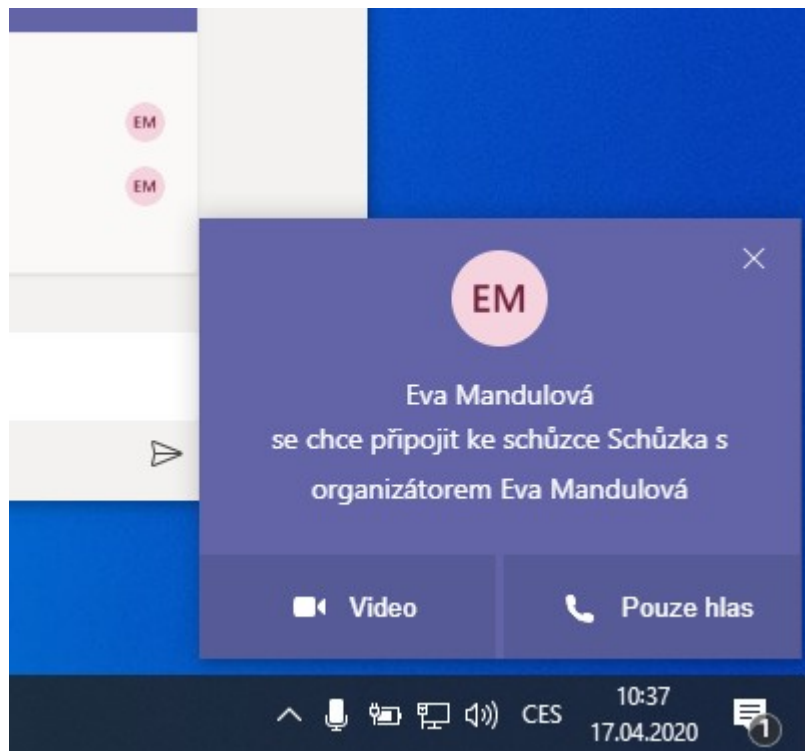 EM
EM
EM
Eva Mandulová
se chce připojit ke schůzce Schůzka s
organizátorem Eva Mandulová
Video
Pouze hlas
CES
10:37
17.04.2020
1